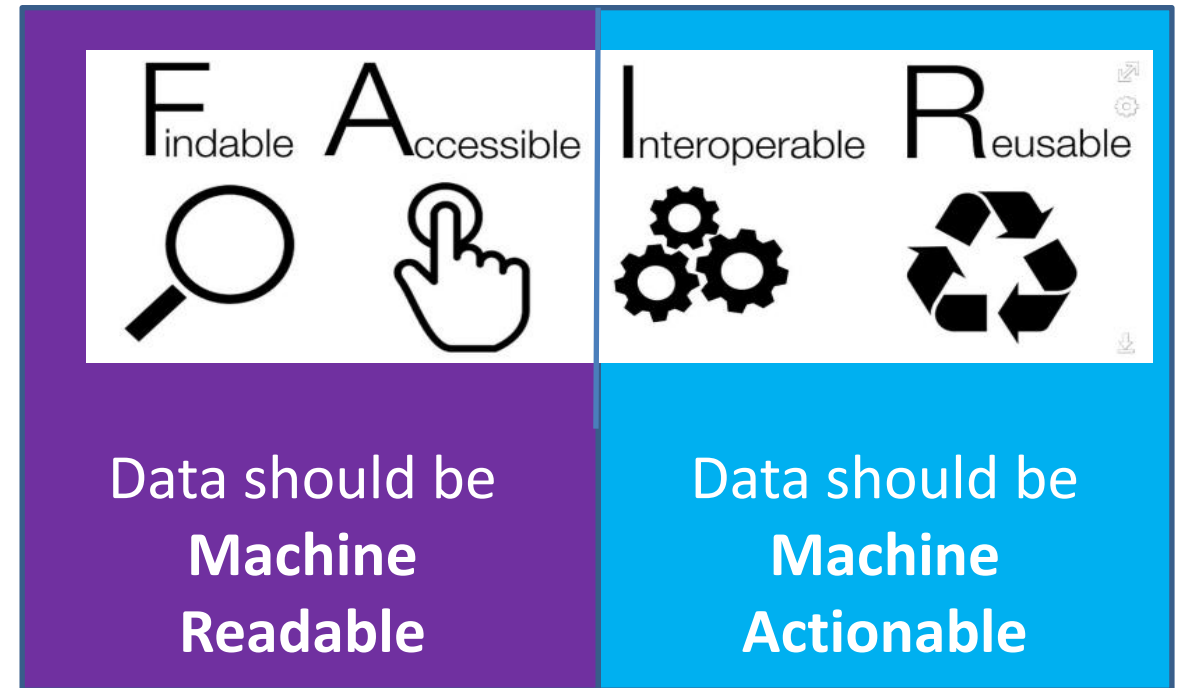 Findable Accessible Interoperable Reusable
Data should be
Machine
Readable
Data should be
Machine
Actionable